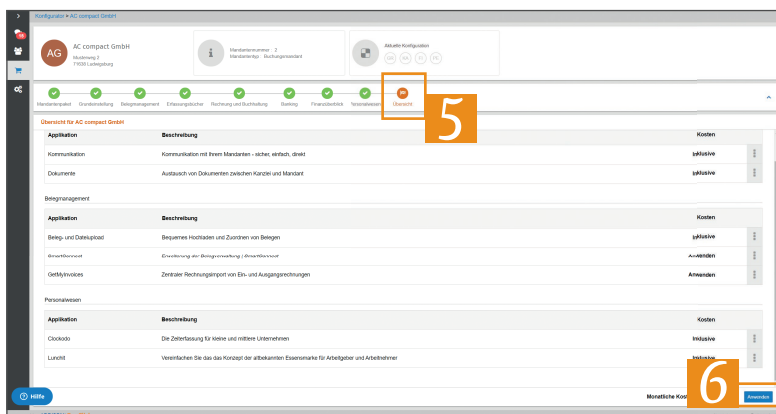 Konfigurator » AC compact GmbH
AG
AC compact GmbH
Musterweg 2
71638 Ludwigsburg
i
Mandantennummer : 2
Mandantentyp : Buchungsmandant
Aktuelle Konfiguration
Mandantenpaket Grundeinstellung Belegmanagement Erfassungsbücher Rechnung und Buchhaltung Banking Finanzüberblick Personalwesen Übersicht
5
Übersicht für AC compact GmbH
Applikation Beschreibung Kosten
Kommunikation Kommunikation mit Ihrem Mandanten - sicher, einfach, direkt Inklusive
Dokumente Austausch von Dokumenten zwischen Kanzlei und Mandant Inklusive
Belegmanagement
Applikation Beschreibung Kosten
Beleg- und Dateiupload Bequemes Hochladen und Zuordnen von Belegen Inklusive
Anwenden
GetMyInvoices Zentraler Rechnungsimport von Ein- und Ausgangsrechnungen Anwenden
Personalwesen
Applikation Beschreibung Kosten
Clockodo Die Zeiterfassung für kleine und mittlere Unternehmen Inklusive
Lunchit Vereinfachen Sie das das Konzept der altbekannten Essensmarke für Arbeitgeber und Arbeitnehmer Inklusive
6
Hilfe
Monatliche Anwenden